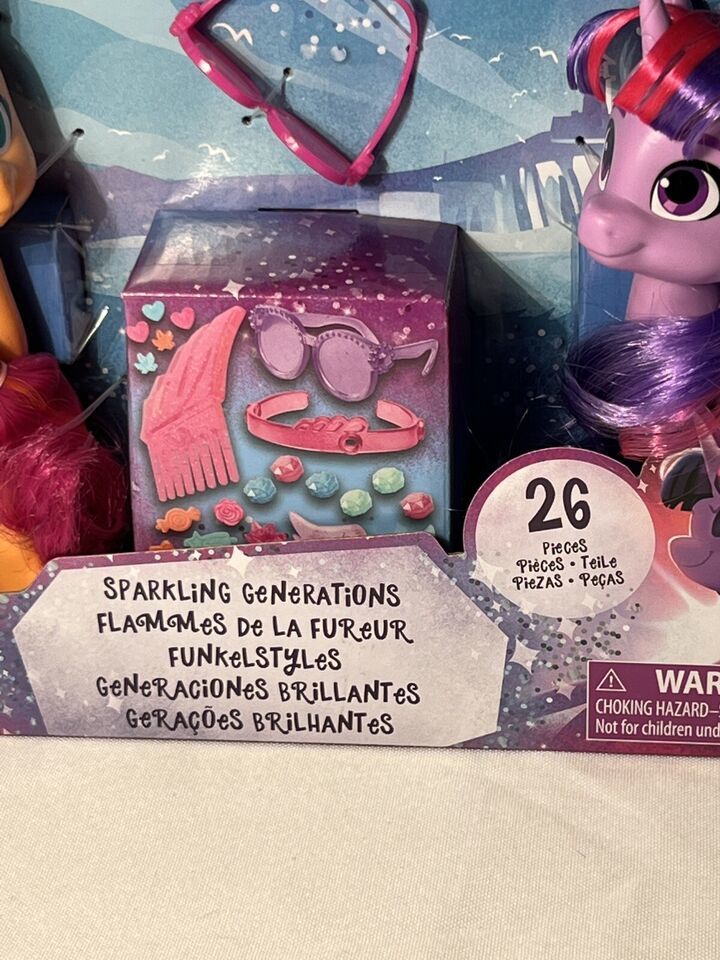 26
Pieces
Pièces • Teile
Piezas • Peças
SPARKLING GENERATIONS
FLAMMES DE LA FUREUR
FUNKELSTYLES
GENERACIONES BRILLANTES
GERAÇÕES BRILHANTES
⚠ WAR
CHOKING HAZARD—S
Not for children und